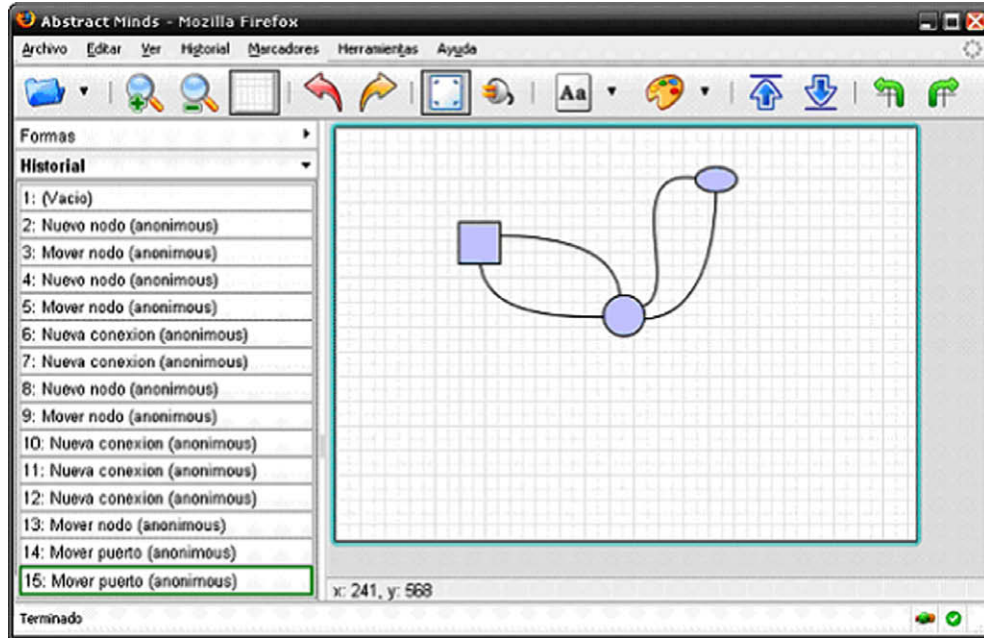 Abstract Minds - Mozilla Firefox
Archivo Editar Ver Historial Marcadores Herramientas Ayuda
Aa
Formas
Historial
1: (Vacio)
2: Nuevo nodo (anonimous)
3: Mover nodo (anonimous)
4: Nuevo nodo (anonimous)
5: Mover nodo (anonimous)
6: Nueva conexion (anonimous)
7: Nueva conexion (anonimous)
8: Nuevo nodo (anonimous)
9: Mover nodo (anonimous)
10: Nueva conexion (anonimous)
11: Nueva conexion (anonimous)
12: Nueva conexion (anonimous)
13: Mover nodo (anonimous)
14: Mover puerto (anonimous)
15: Mover puerto (anonimous)
x: 241, y: 568
Terminado